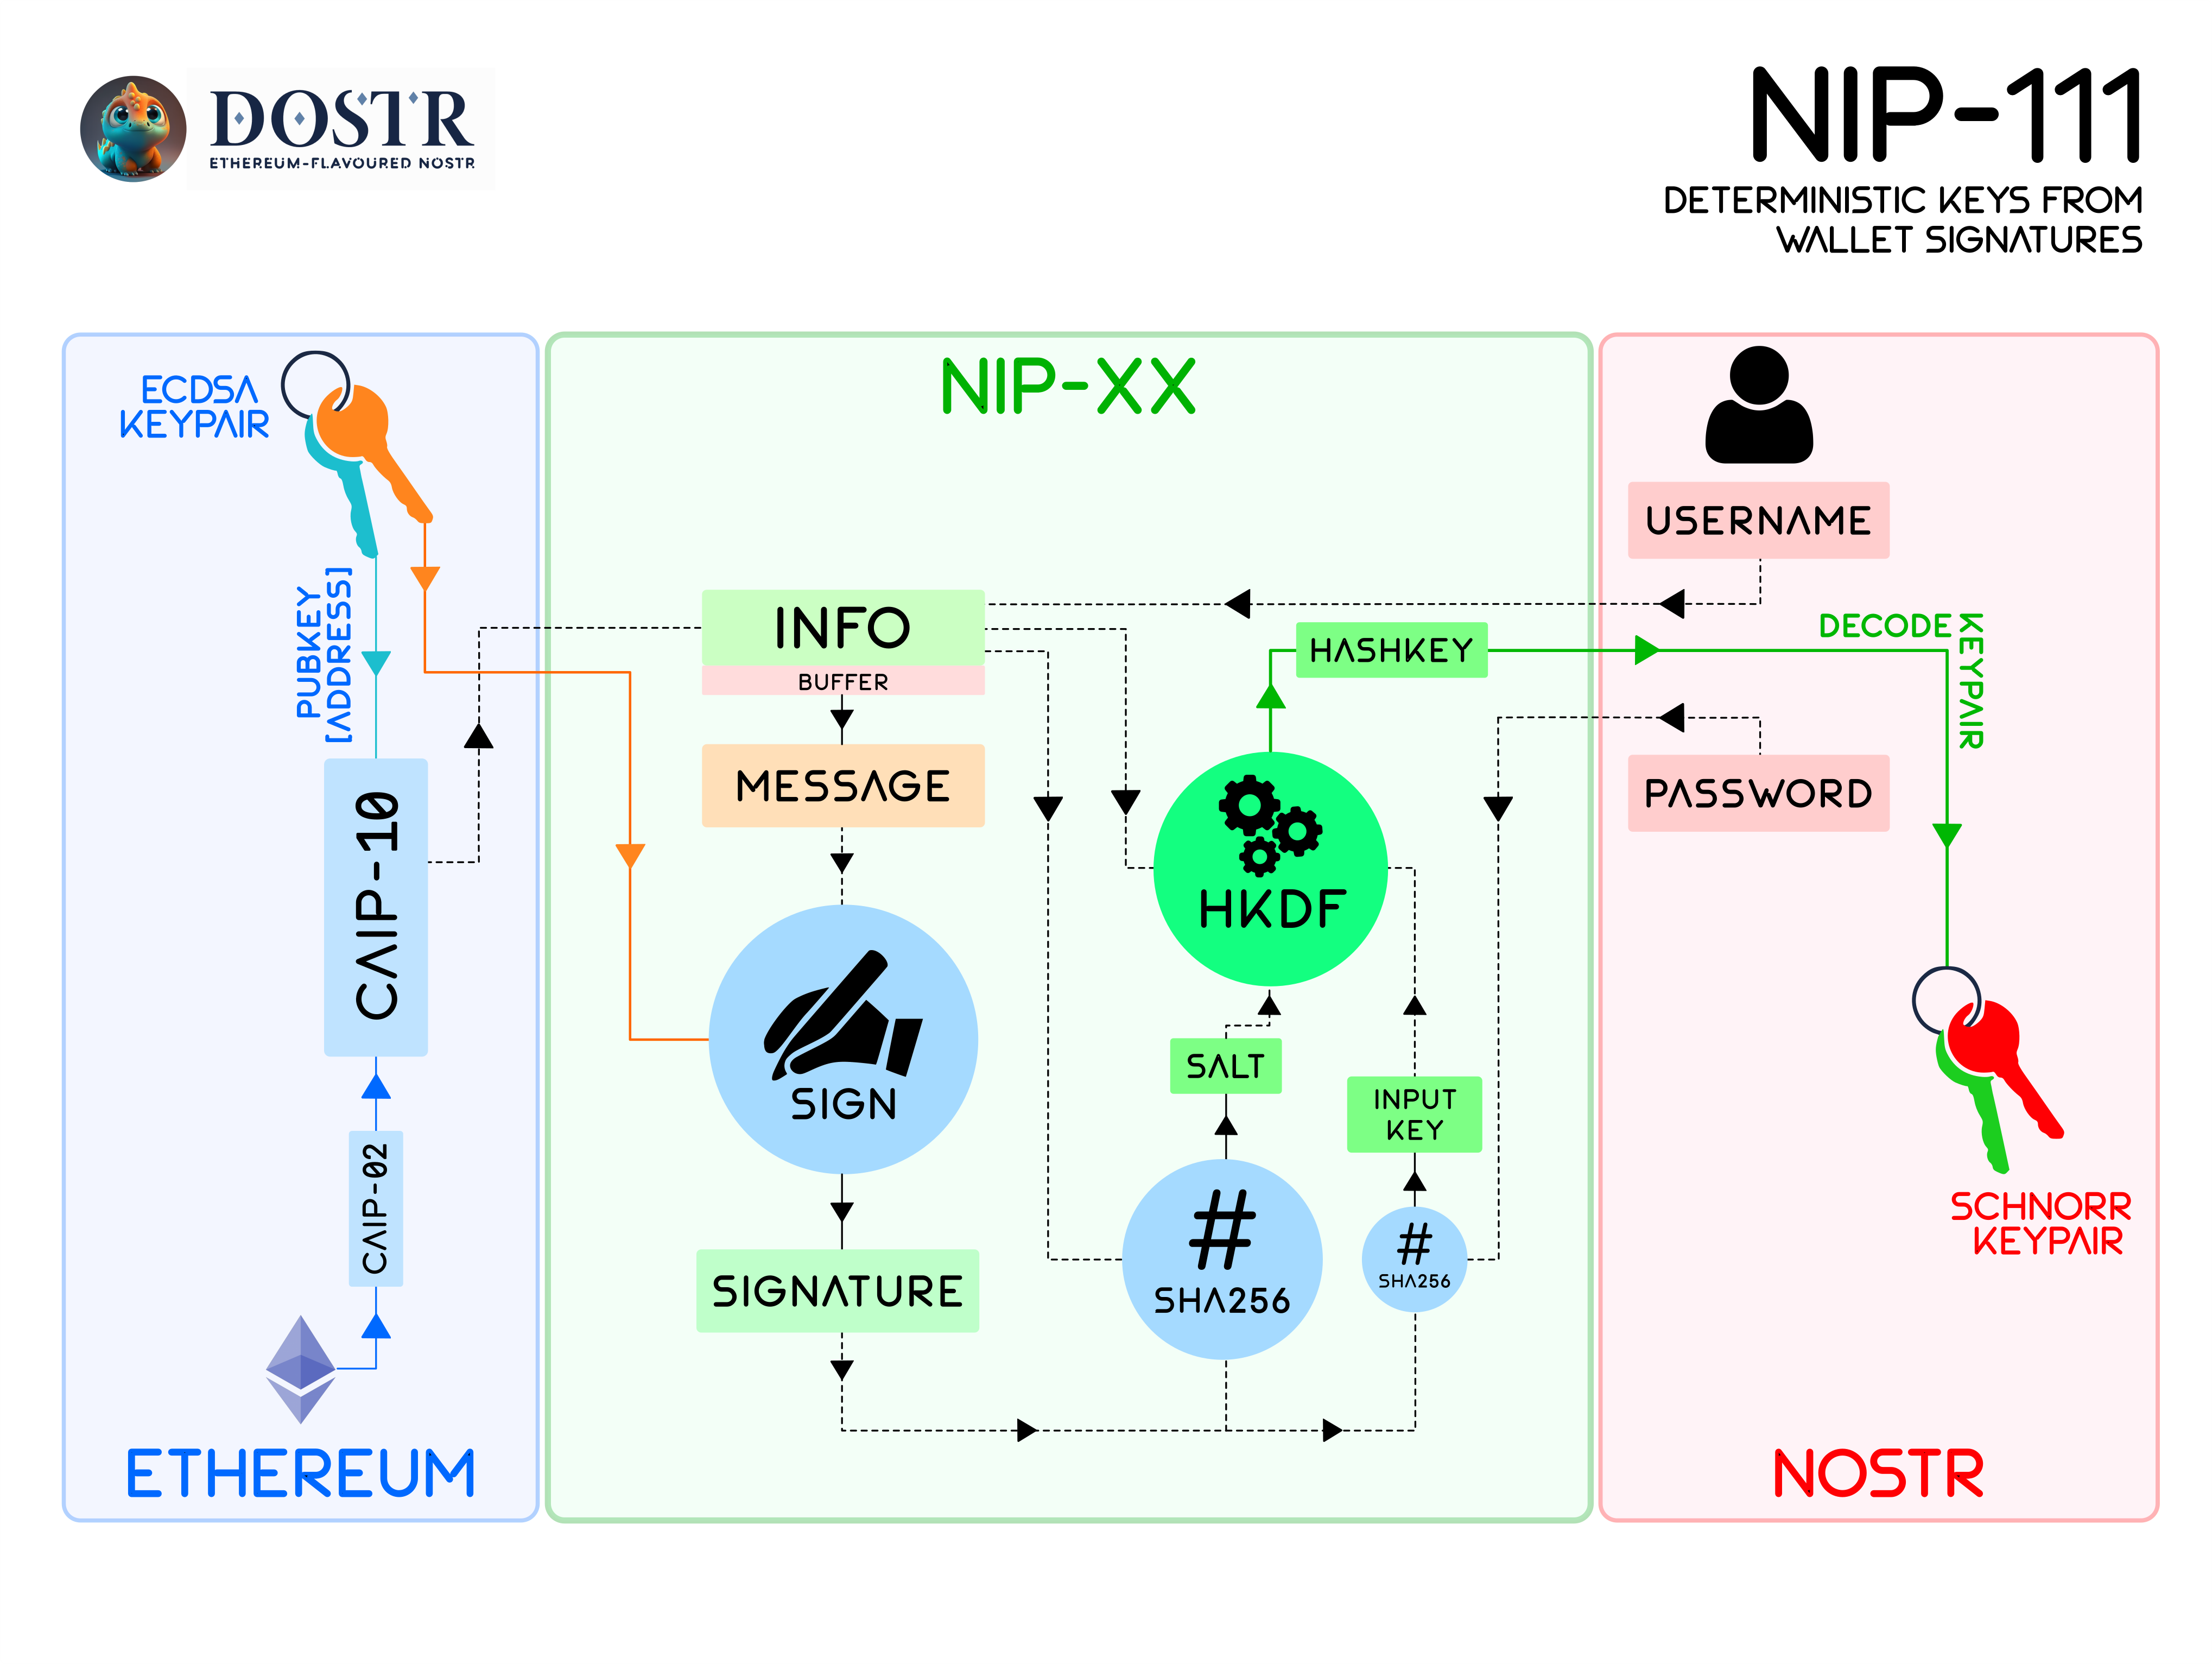 DOSTR
ETHEREUM-FLAVOURED NOSTR
NIP-111
DETERMINISTIC KEYS FROM
WALLET SIGNATURES
ECDSA
KEYPAIR
PUBKEY
[ADDRESS]
CAIP-10
CAIP-02
ETHEREUM
NIP-XX
INFO
BUFFER
MESSAGE
SIGN
SIGNATURE
HASHKEY
HKDF
SALT
INPUT
KEY
#
SHA256
#
SHA256
USERNAME
DECODE
KEYPAIR
PASSWORD
SCHNORR
KEYPAIR
NOSTR